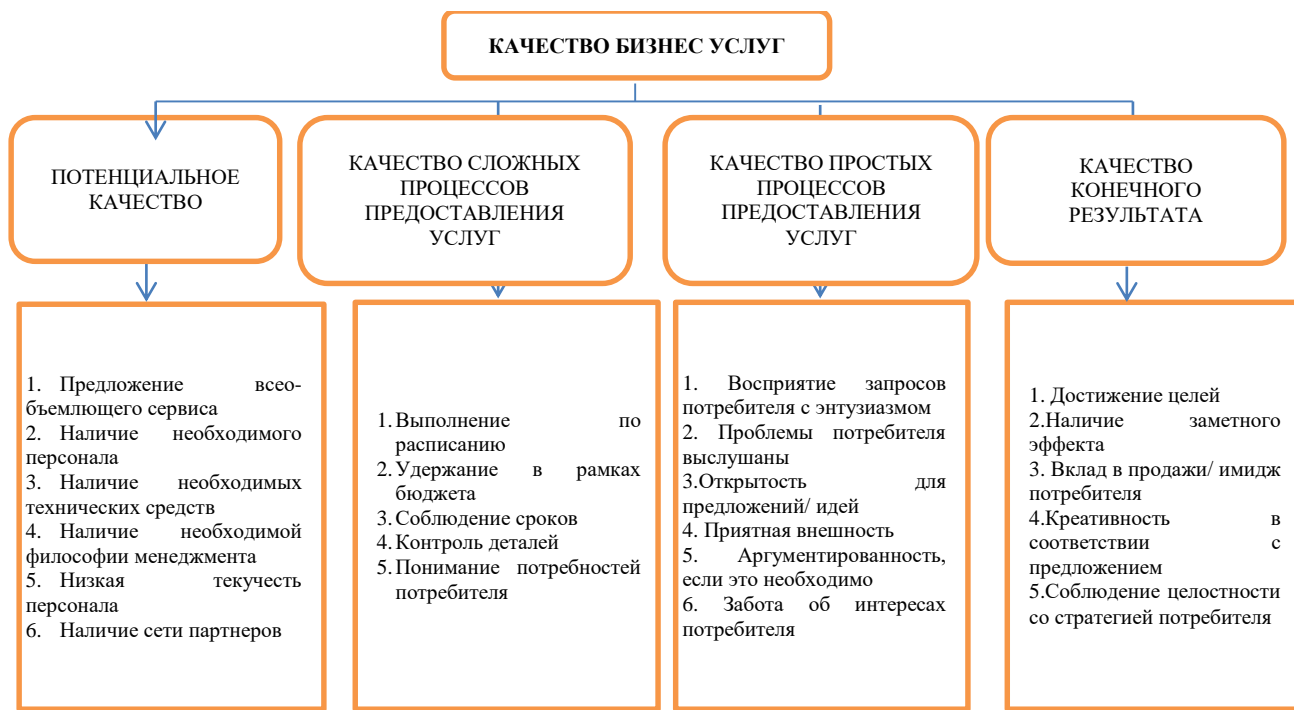 КАЧЕСТВО БИЗНЕС УСЛУГ
ПОТЕНЦИАЛЬНОЕ
КАЧЕСТВО
КАЧЕСТВО СЛОЖНЫХ
ПРОЦЕССОВ
ПРЕДОСТАВЛЕНИЯ
УСЛУГ
КАЧЕСТВО ПРОСТЫХ
ПРОЦЕССОВ
ПРЕДОСТАВЛЕНИЯ
УСЛУГ
КАЧЕСТВО
КОНЕЧНОГО
РЕЗУЛЬТАТА
1. Предложение всео-
бъемлющего сервиса
2. Наличие необходимого
персонала
3. Наличие необходимых
технических средств
4. Наличие необходимой
философии менеджмента
5. Низкая текучесть
персонала
6. Наличие сети партнеров
1. Выполнение по
расписанию
2. Удержание в рамках
бюджета
3. Соблюдение сроков
4. Контроль деталей
5. Понимание потребностей
потребителя
1. Восприятие запросов
потребителя с энтузиазмом
2. Проблемы потребителя
выслушаны
3.Открытость для
предложений/ идей
4. Приятная внешность
5. Аргументированность,
если это необходимо
6. Забота об интересах
потребителя
1. Достижение целей
2.Наличие заметного
эффекта
3. Вклад в продажи/ имидж
потребителя
4.Креативность в
соответствии с
предложением
5.Соблюдение целостности
со стратегией потребителя